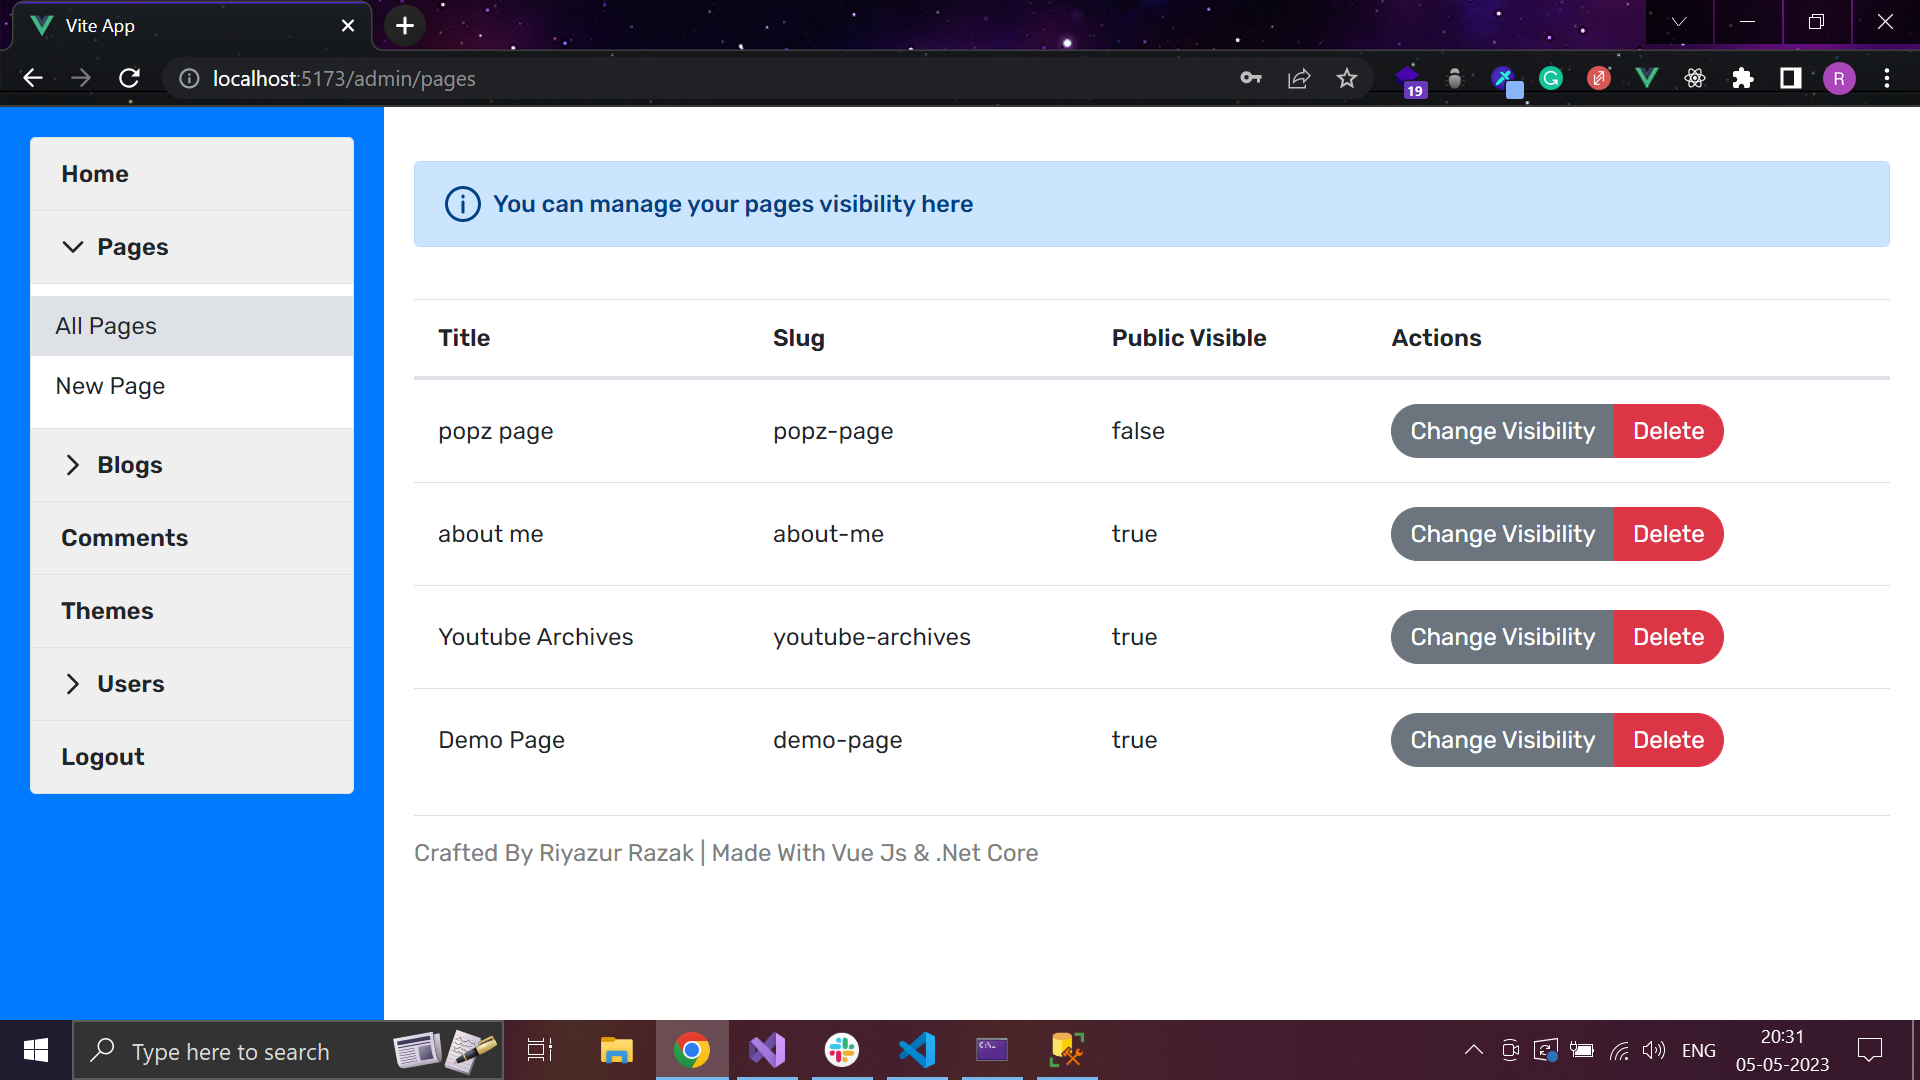 Vite App
localhost:5173/admin/pages
19
R
Home
Pages
All Pages
New Page
Blogs
Comments
Themes
Users
Logout
You can manage your pages visibility here
Title Slug Public Visible Actions
popz page popz-page false Change Visibility Delete
about me about-me true Change Visibility Delete
Youtube Archives youtube-archives true Change Visibility Delete
Demo Page demo-page true Change Visibility Delete
Crafted By Riyazur Razak | Made With Vue Js & .Net Core
Type here to search
ENG
20:31
05-05-2023